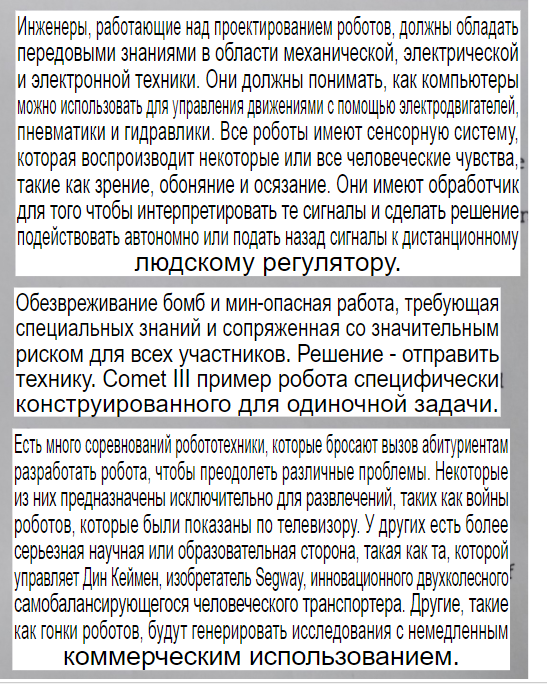 Инженеры, работающие над проектированием роботов, должны обладать
передовыми знаниями в области механической, электрической
и электронной техники. Они должны понимать, как компьютеры
можно использовать для управления движениями с помощью электродвигателей,
пневматики и гидравлики. Все роботы имеют сенсорную систему,
которая воспроизводит некоторые или все человеческие чувства,
такие как зрение, обоняние и осязание. Они имеют обработчик
для того чтобы интерпретировать те сигналы и сделать решение
подействовать автономно или подать назад сигналы к дистанционному
людскому регулятору.
Обезвреживание бомб и мин-опасная работа, требующая
специальных знаний и сопряженная со значительным
риском для всех участников. Решение - отправить
технику. Comet III пример робота специфически
конструированного для одиночной задачи.
Есть много соревнований робототехники, которые бросают вызов абитуриентам
разработать робота, чтобы преодолеть различные проблемы. Некоторые
из них предназначены исключительно для развлечений, таких как войны
роботов, которые были показаны по телевизору. У других есть более
серьезная научная или образовательная сторона, такая как та, которой
управляет Дин Кеймен, изобретатель Segway, инновационного двухколесного
самобалансирующегося человеческого транспортера. Другие, такие
как гонки роботов, будут генерировать исследования с немедленным
коммерческим использованием.